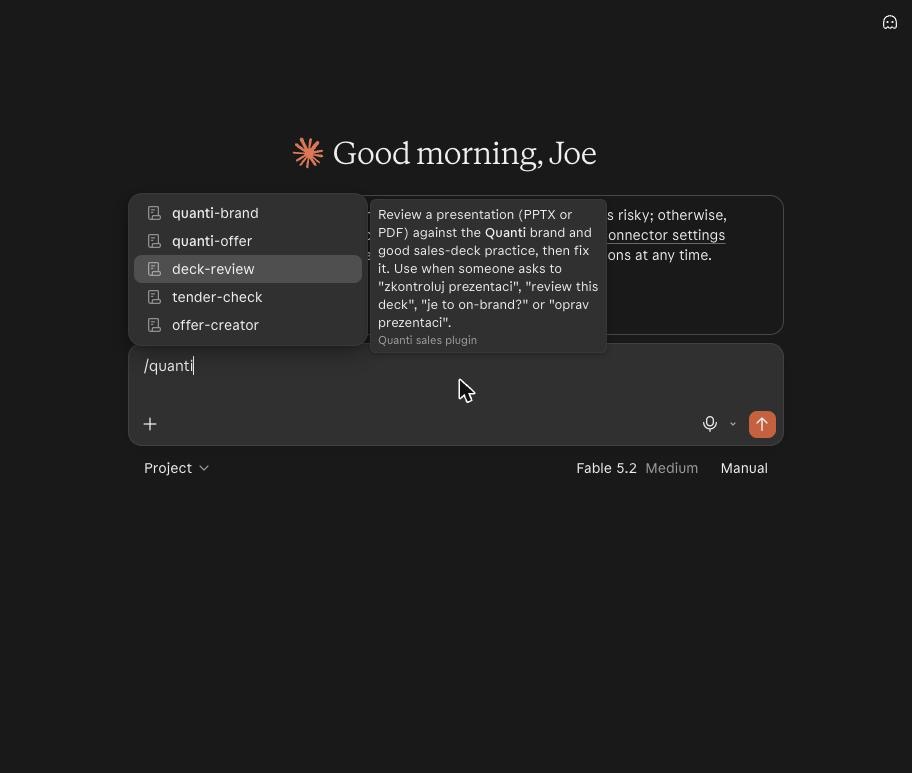 Good morning, Joe
quanti-brand
quanti-offer
deck-review
tender-check
offer-creator
Review a presentation (PPTX or
PDF) against the Quanti brand and
good sales-deck practice, then fix
it. Use when someone asks to
"zkontroluj prezentaci", "review this
deck", "je to on-brand?" or "oprav
prezentaci".
Quanti sales plugin
risky; otherwise,
settings
at any time.
/quanti
Project
Fable 5.2 Medium Manual